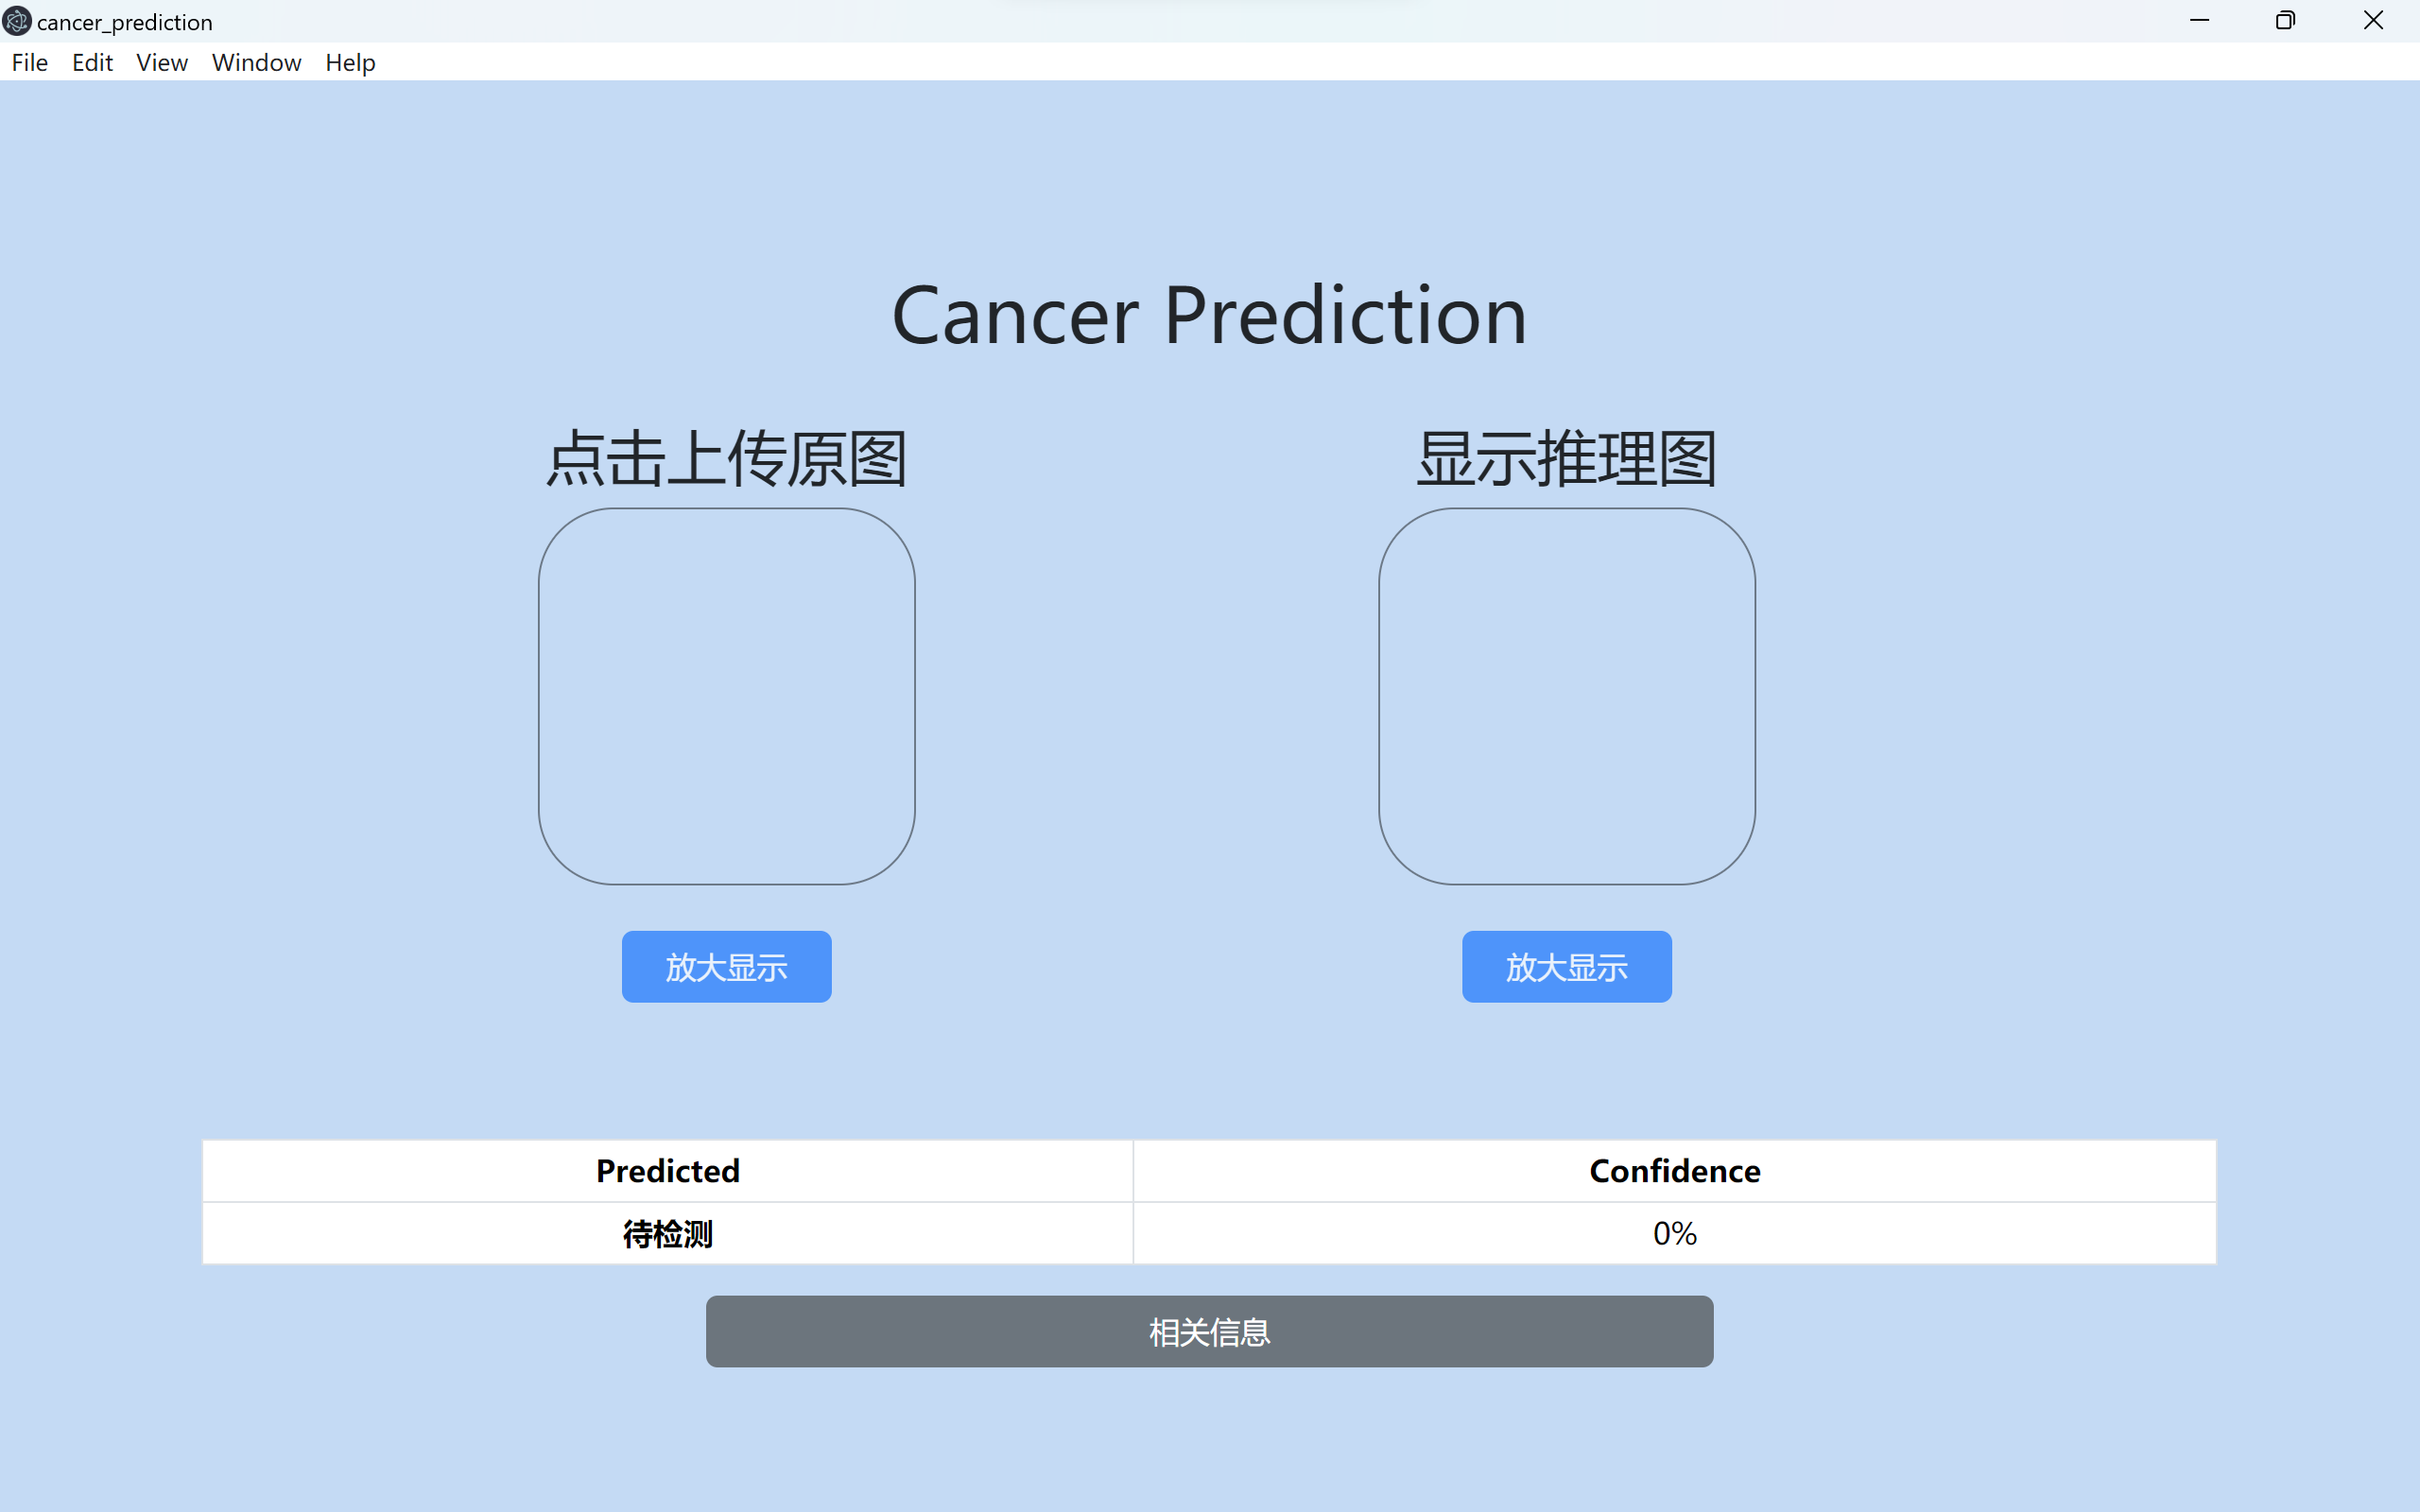 cancer_prediction
File Edit View Window Help
Cancer Prediction
点击上传原图 显示推理图
放大显示 放大显示
Predicted Confidence
待检测 0%
相关信息